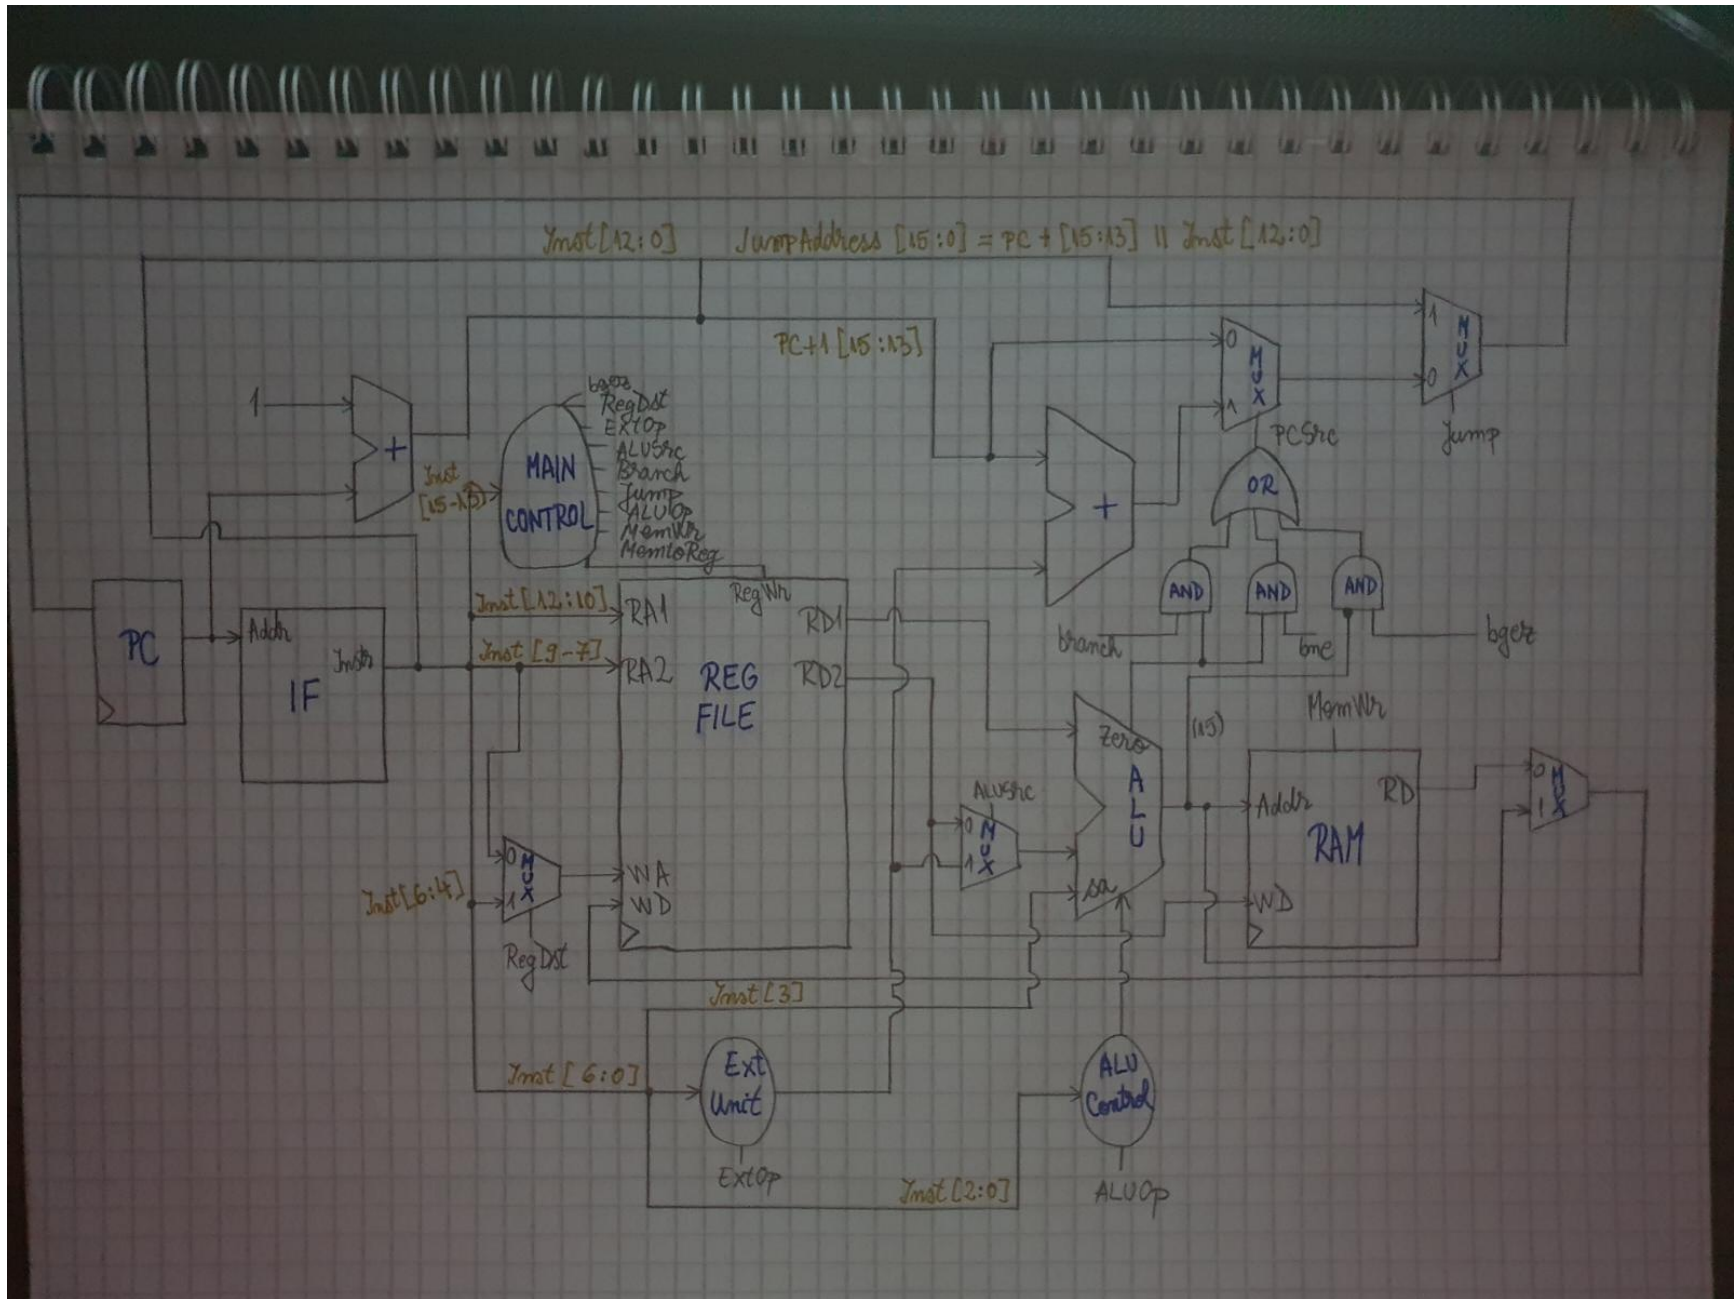 Inst[12:0] JumpAddress [15:0] = PC + [15:13] || Inst [12:0]
PC+1 [15:13]
1
MUX
0
1
PCSrc
1
MUX
0
Jump
+
Inst
[15-13]
MAIN
CONTROL
bgez
RegDst
ExtOp
ALUSrc
Branch
Jump
ALUOp
MemWr
MemtoReg
+
OR
AND
AND
AND
branch
bne
bgez
PC
Addr
Instr
IF
Inst[12:10]
Inst [9-7]
RegWr
RA1
RA2
RD1
RD2
REG
FILE
WA
WD
0
MUX
1
Inst[6:4]
RegDst
ALUSrc
0
MUX
1
Zero
ALU
sa
(15)
MemWr
Addr
RD
RAM
WD
0
MUX
1
Inst[3]
Inst [6:0]
Ext
Unit
ExtOp
ALU
Control
Inst[2:0]
ALUOp